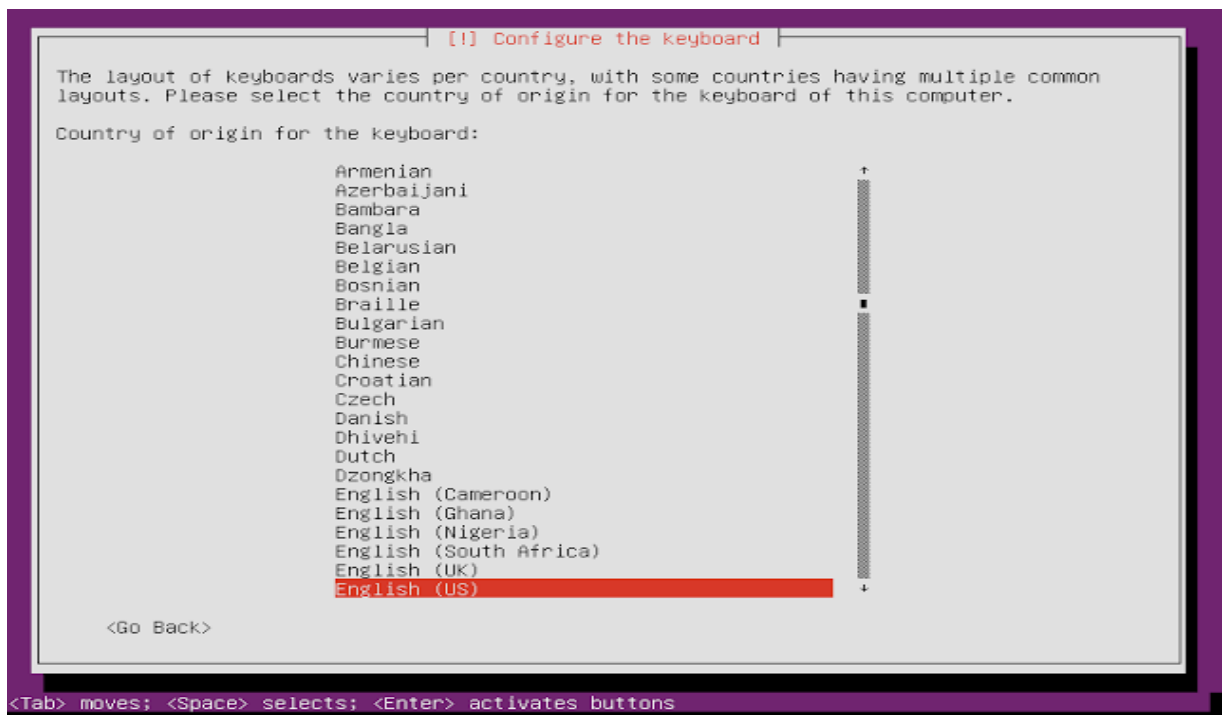 [!] Configure the keyboard
The layout of keyboards varies per country, with some countries having multiple common
layouts. Please select the country of origin for the keyboard of this computer.
Country of origin for the keyboard:
Armenian
Azerbaijani
Bambara
Bangla
Belarusian
Belgian
Bosnian
Braille
Bulgarian
Burmese
Chinese
Croatian
Czech
Danish
Dhivehi
Dutch
Dzongkha
English (Cameroon)
English (Ghana)
English (Nigeria)
English (South Africa)
English (UK)
English (US)
<Go Back>
<Tab> moves; <Space> selects; <Enter> activates buttons